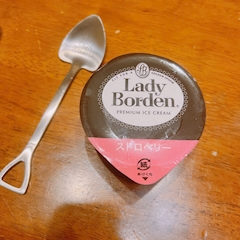 Lady
Borden
PREMIUM ICE CREAM
ストロベリー